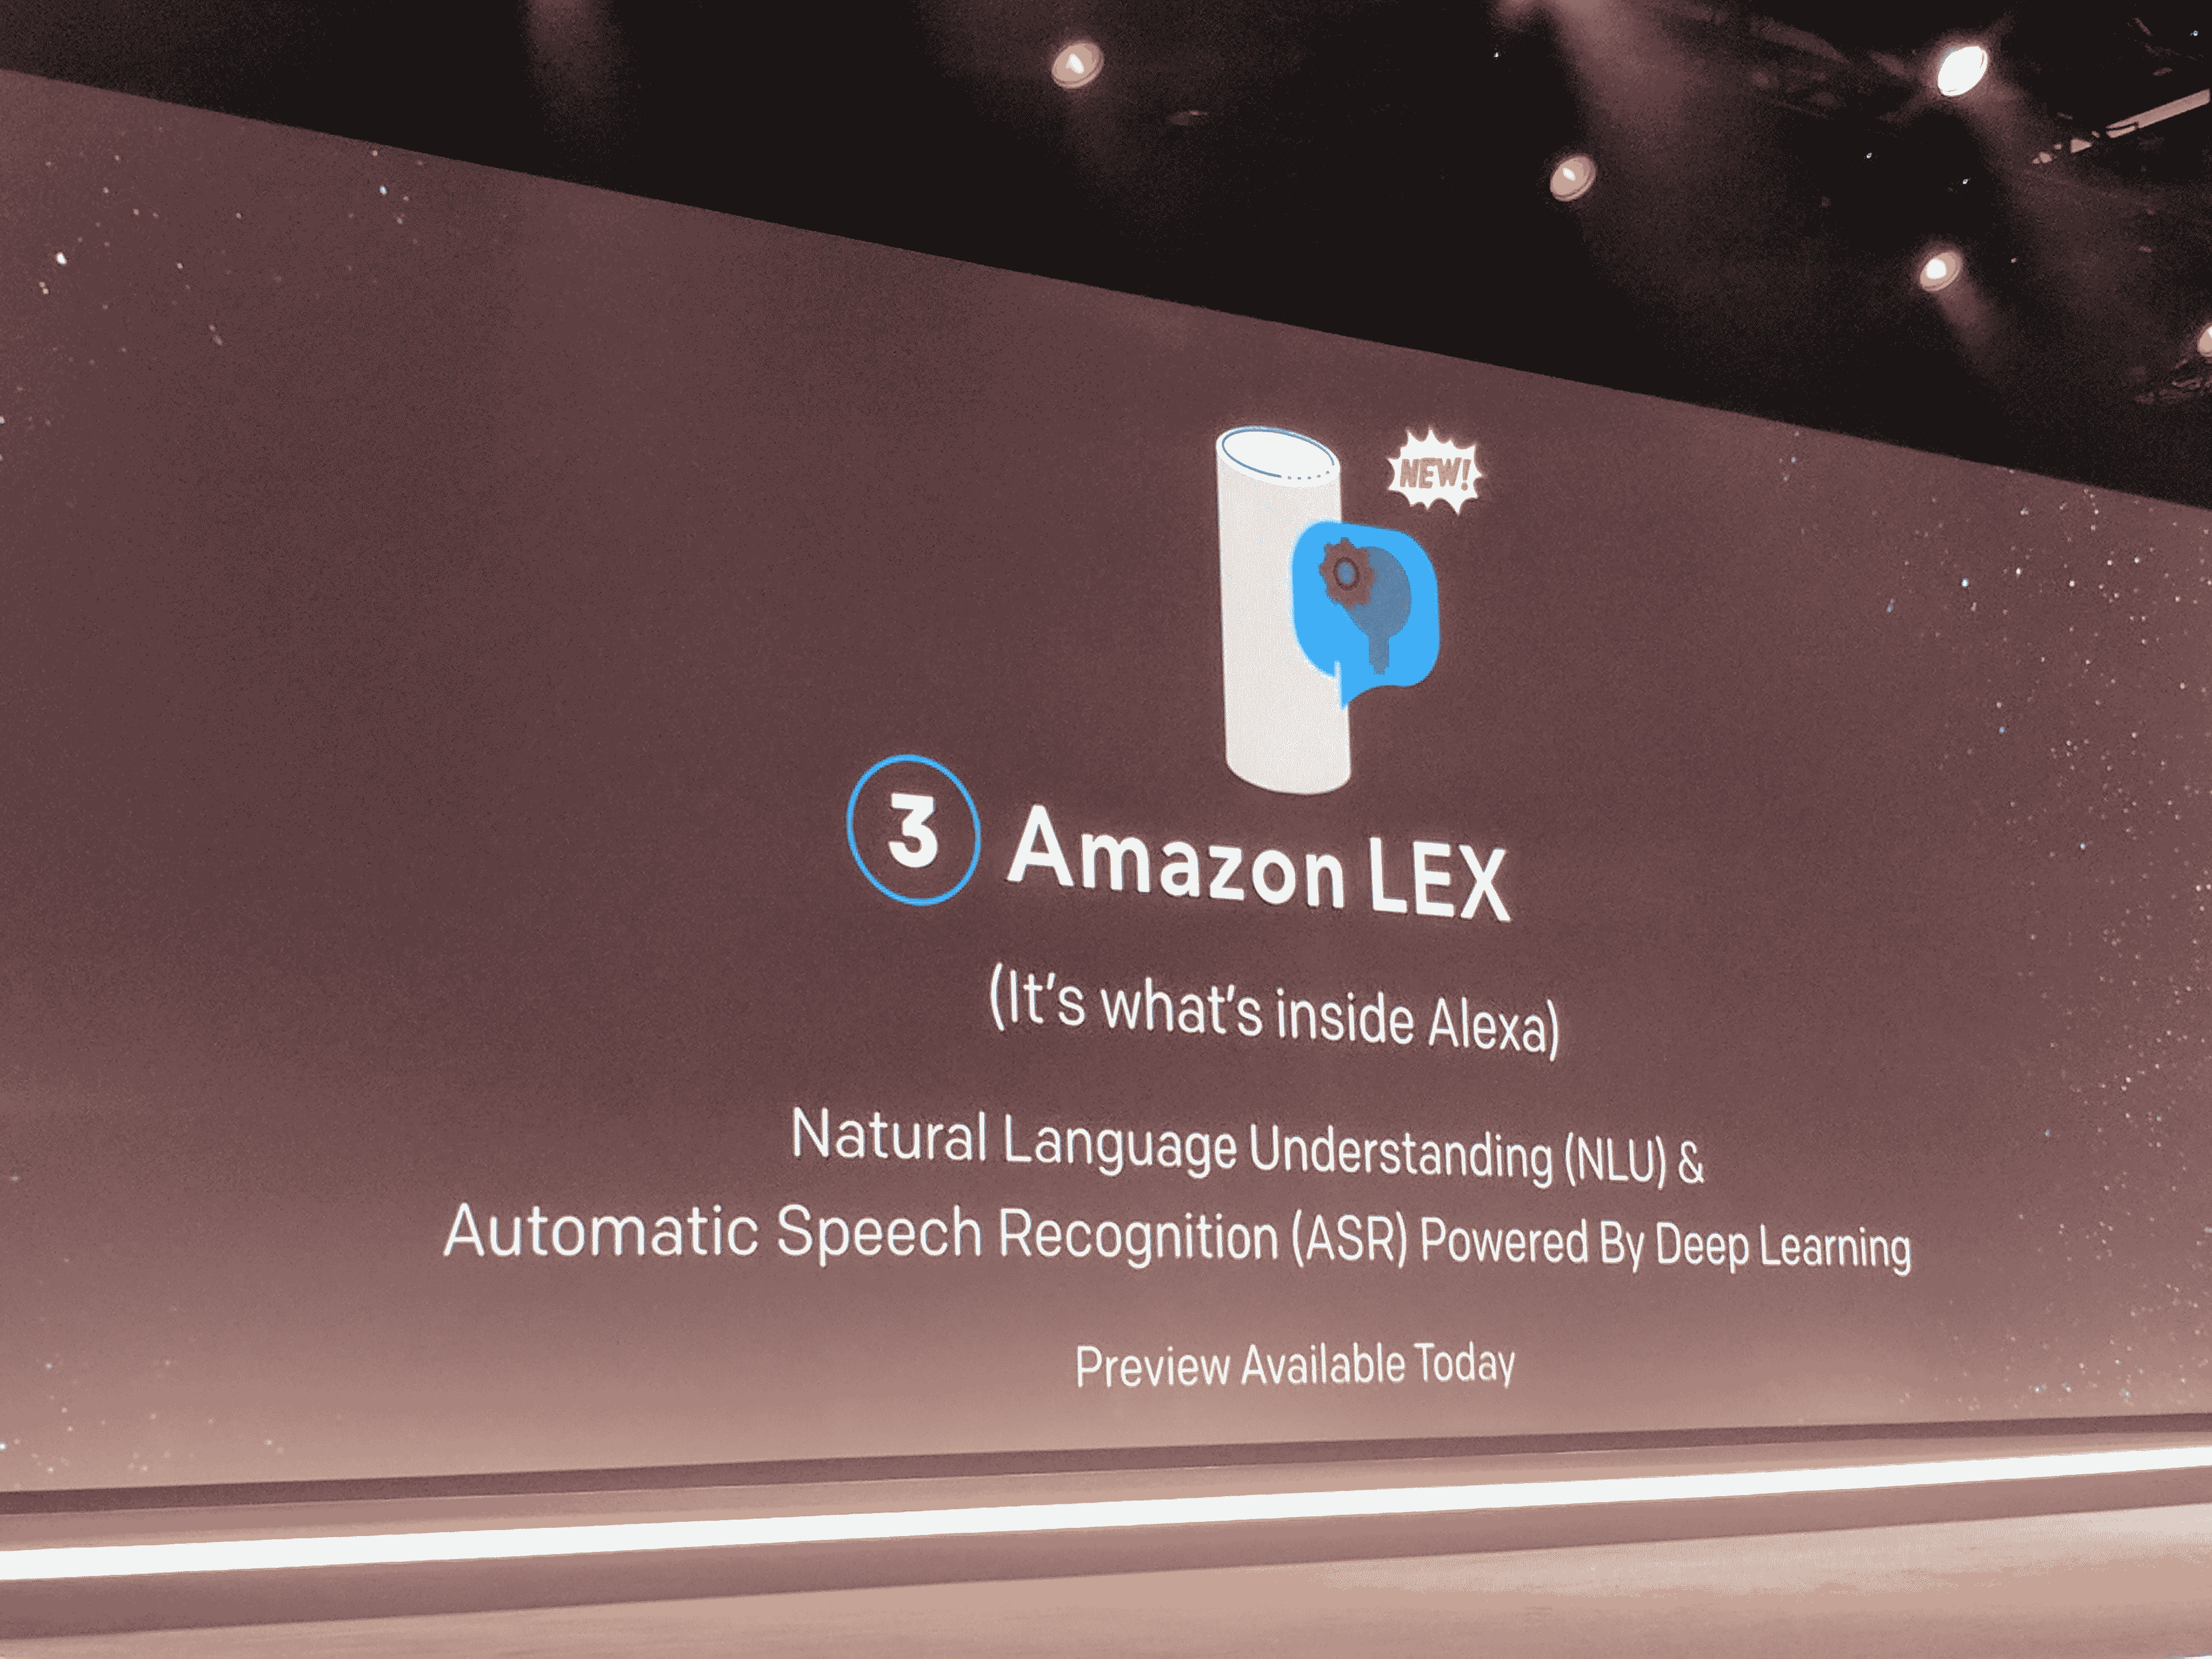 NEW!
3 Amazon LEX
(It's what's inside Alexa)
Natural Language Understanding (NLU) &
Automatic Speech Recognition (ASR) Powered By Deep Learning
Preview Available Today